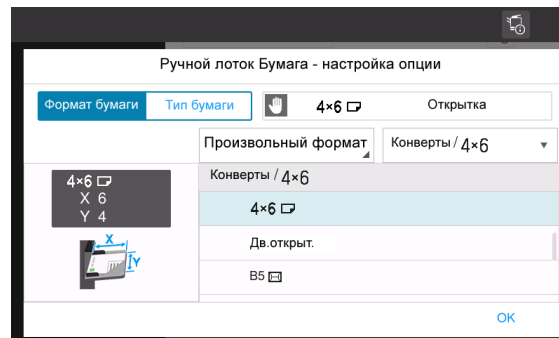 Ручной лоток Бумага - настройка опции
Формат бумаги Тип бумаги 4×6 Открытка
Произвольный формат Конверты / 4×6
4×6
X 6
Y 4
X
Y
Конверты / 4×6
4×6
Дв.открыт.
B5
OK